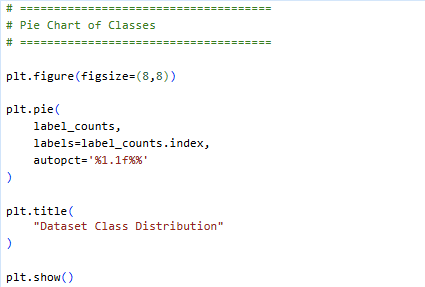 # ======================================
# Pie Chart of Classes
# ======================================
plt.figure(figsize=(8,8))
plt.pie(
    label_counts,
    labels=label_counts.index,
    autopct='%1.1f%%'
)
plt.title(
    "Dataset Class Distribution"
)
plt.show()